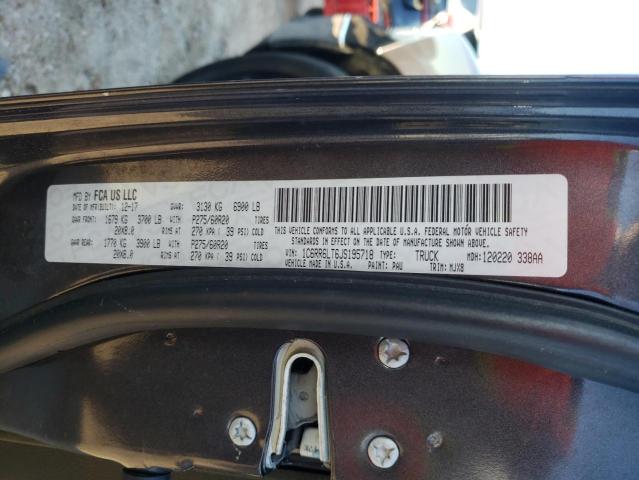 MFD BY FCA US LLC
DATE OF MFR(BUILT): 12-17 GVWR: 3130 KG 6900 LB
GAWR FRONT: 1679 KG 3700 LB WITH P275/60R20 TIRES
20X8.0 RIMS AT 270 KPA ( 39 PSI) COLD
GAWR REAR: 1770 KG 3900 LB WITH P275/60R20 TIRES
20X8.0 RIMS AT 270 KPA ( 39 PSI) COLD
THIS VEHICLE CONFORMS TO ALL APPLICABLE U.S.A. FEDERAL MOTOR VEHICLE SAFETY
STANDARDS IN EFFECT ON THE DATE OF MANUFACTURE SHOWN ABOVE.
VIN: 1C6RR6LT6JS195718 TYPE: TRUCK MDH: 120220 338AA
VEHICLE MADE IN U.S.A. PAINT: PAU TRIM: MJX8